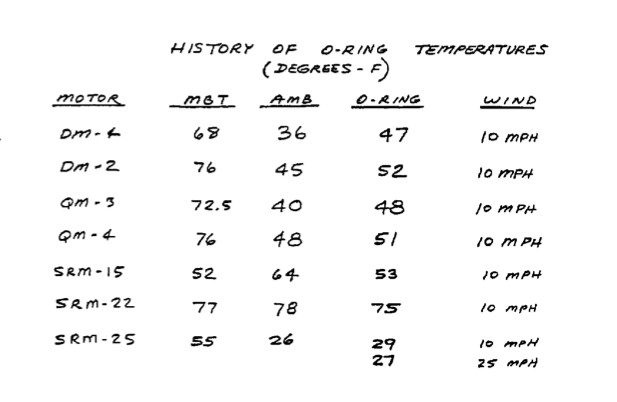 HISTORY OF O-RING TEMPERATURES
(DEGREES - F)
MOTOR MBT AMB O-RING WIND
DM-4 68 36 47 10 MPH
DM-2 76 45 52 10 MPH
QM-3 72.5 40 48 10 MPH
QM-4 76 48 51 10 MPH
SRM-15 52 64 53 10 MPH
SRM-22 77 78 75 10 MPH
SRM-25 55 26 29 10 MPH
27 25 MPH